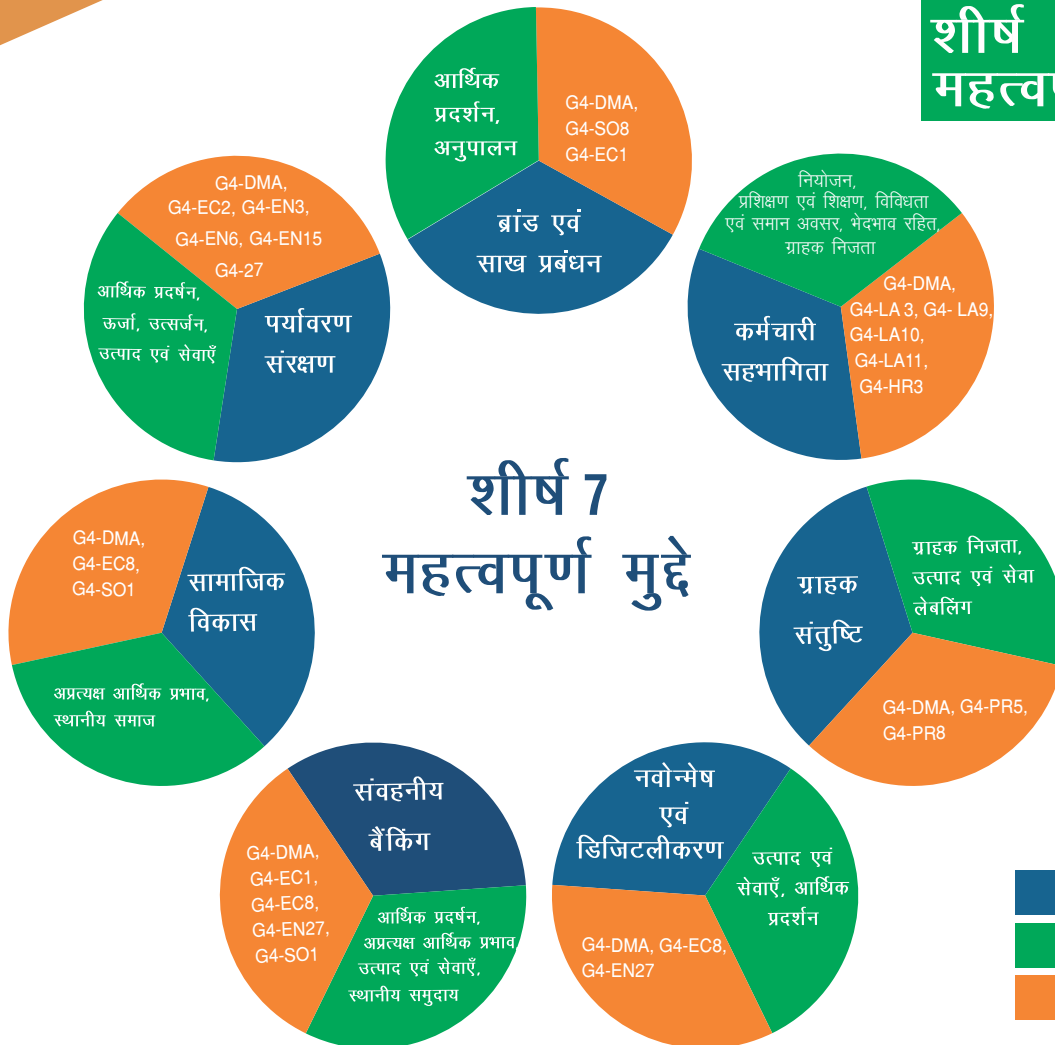 शीर्ष
आर्थिक
प्रदर्शन,
अनुपालन
G4-DMA,
G4-SO8
G4-EC1
ब्रांड एवं
साख प्रबंधन
नियोजन,
प्रशिक्षण एवं शिक्षण, विविधता
एवं समान अवसर, भेदभाव रहित,
ग्राहक निजता
G4-DMA,
G4-LA 3, G4- LA9,
G4-LA10,
G4-LA11,
G4-HR3
कर्मचारी
सहभागिता
G4-DMA,
G4-EC2, G4-EN3,
G4-EN6, G4-EN15
G4-27
आर्थिक प्रदर्षन,
ऊर्जा, उत्सर्जन,
उत्पाद एवं सेवाएँ
पर्यावरण
संरक्षण
शीर्ष 7
महत्वपूर्ण मुद्दे
G4-DMA,
G4-EC8,
G4-SO1
सामाजिक
विकास
अप्रत्यक्ष आर्थिक प्रभाव,
स्थानीय समाज
ग्राहक
संतुष्टि
ग्राहक निजता,
उत्पाद एवं सेवा
लेबलिंग
G4-DMA, G4-PR5,
G4-PR8
संवहनीय
बैंकिंग
G4-DMA,
G4-EC1,
G4-EC8,
G4-EN27,
G4-SO1
आर्थिक प्रदर्षन,
अप्रत्यक्ष आर्थिक प्रभाव,
उत्पाद एवं सेवाएँ,
स्थानीय समुदाय
नवोन्मेष
एवं
डिजिटलीकरण
उत्पाद एवं
सेवाएँ, आर्थिक
प्रदर्शन
G4-DMA, G4-EC8,
G4-EN27